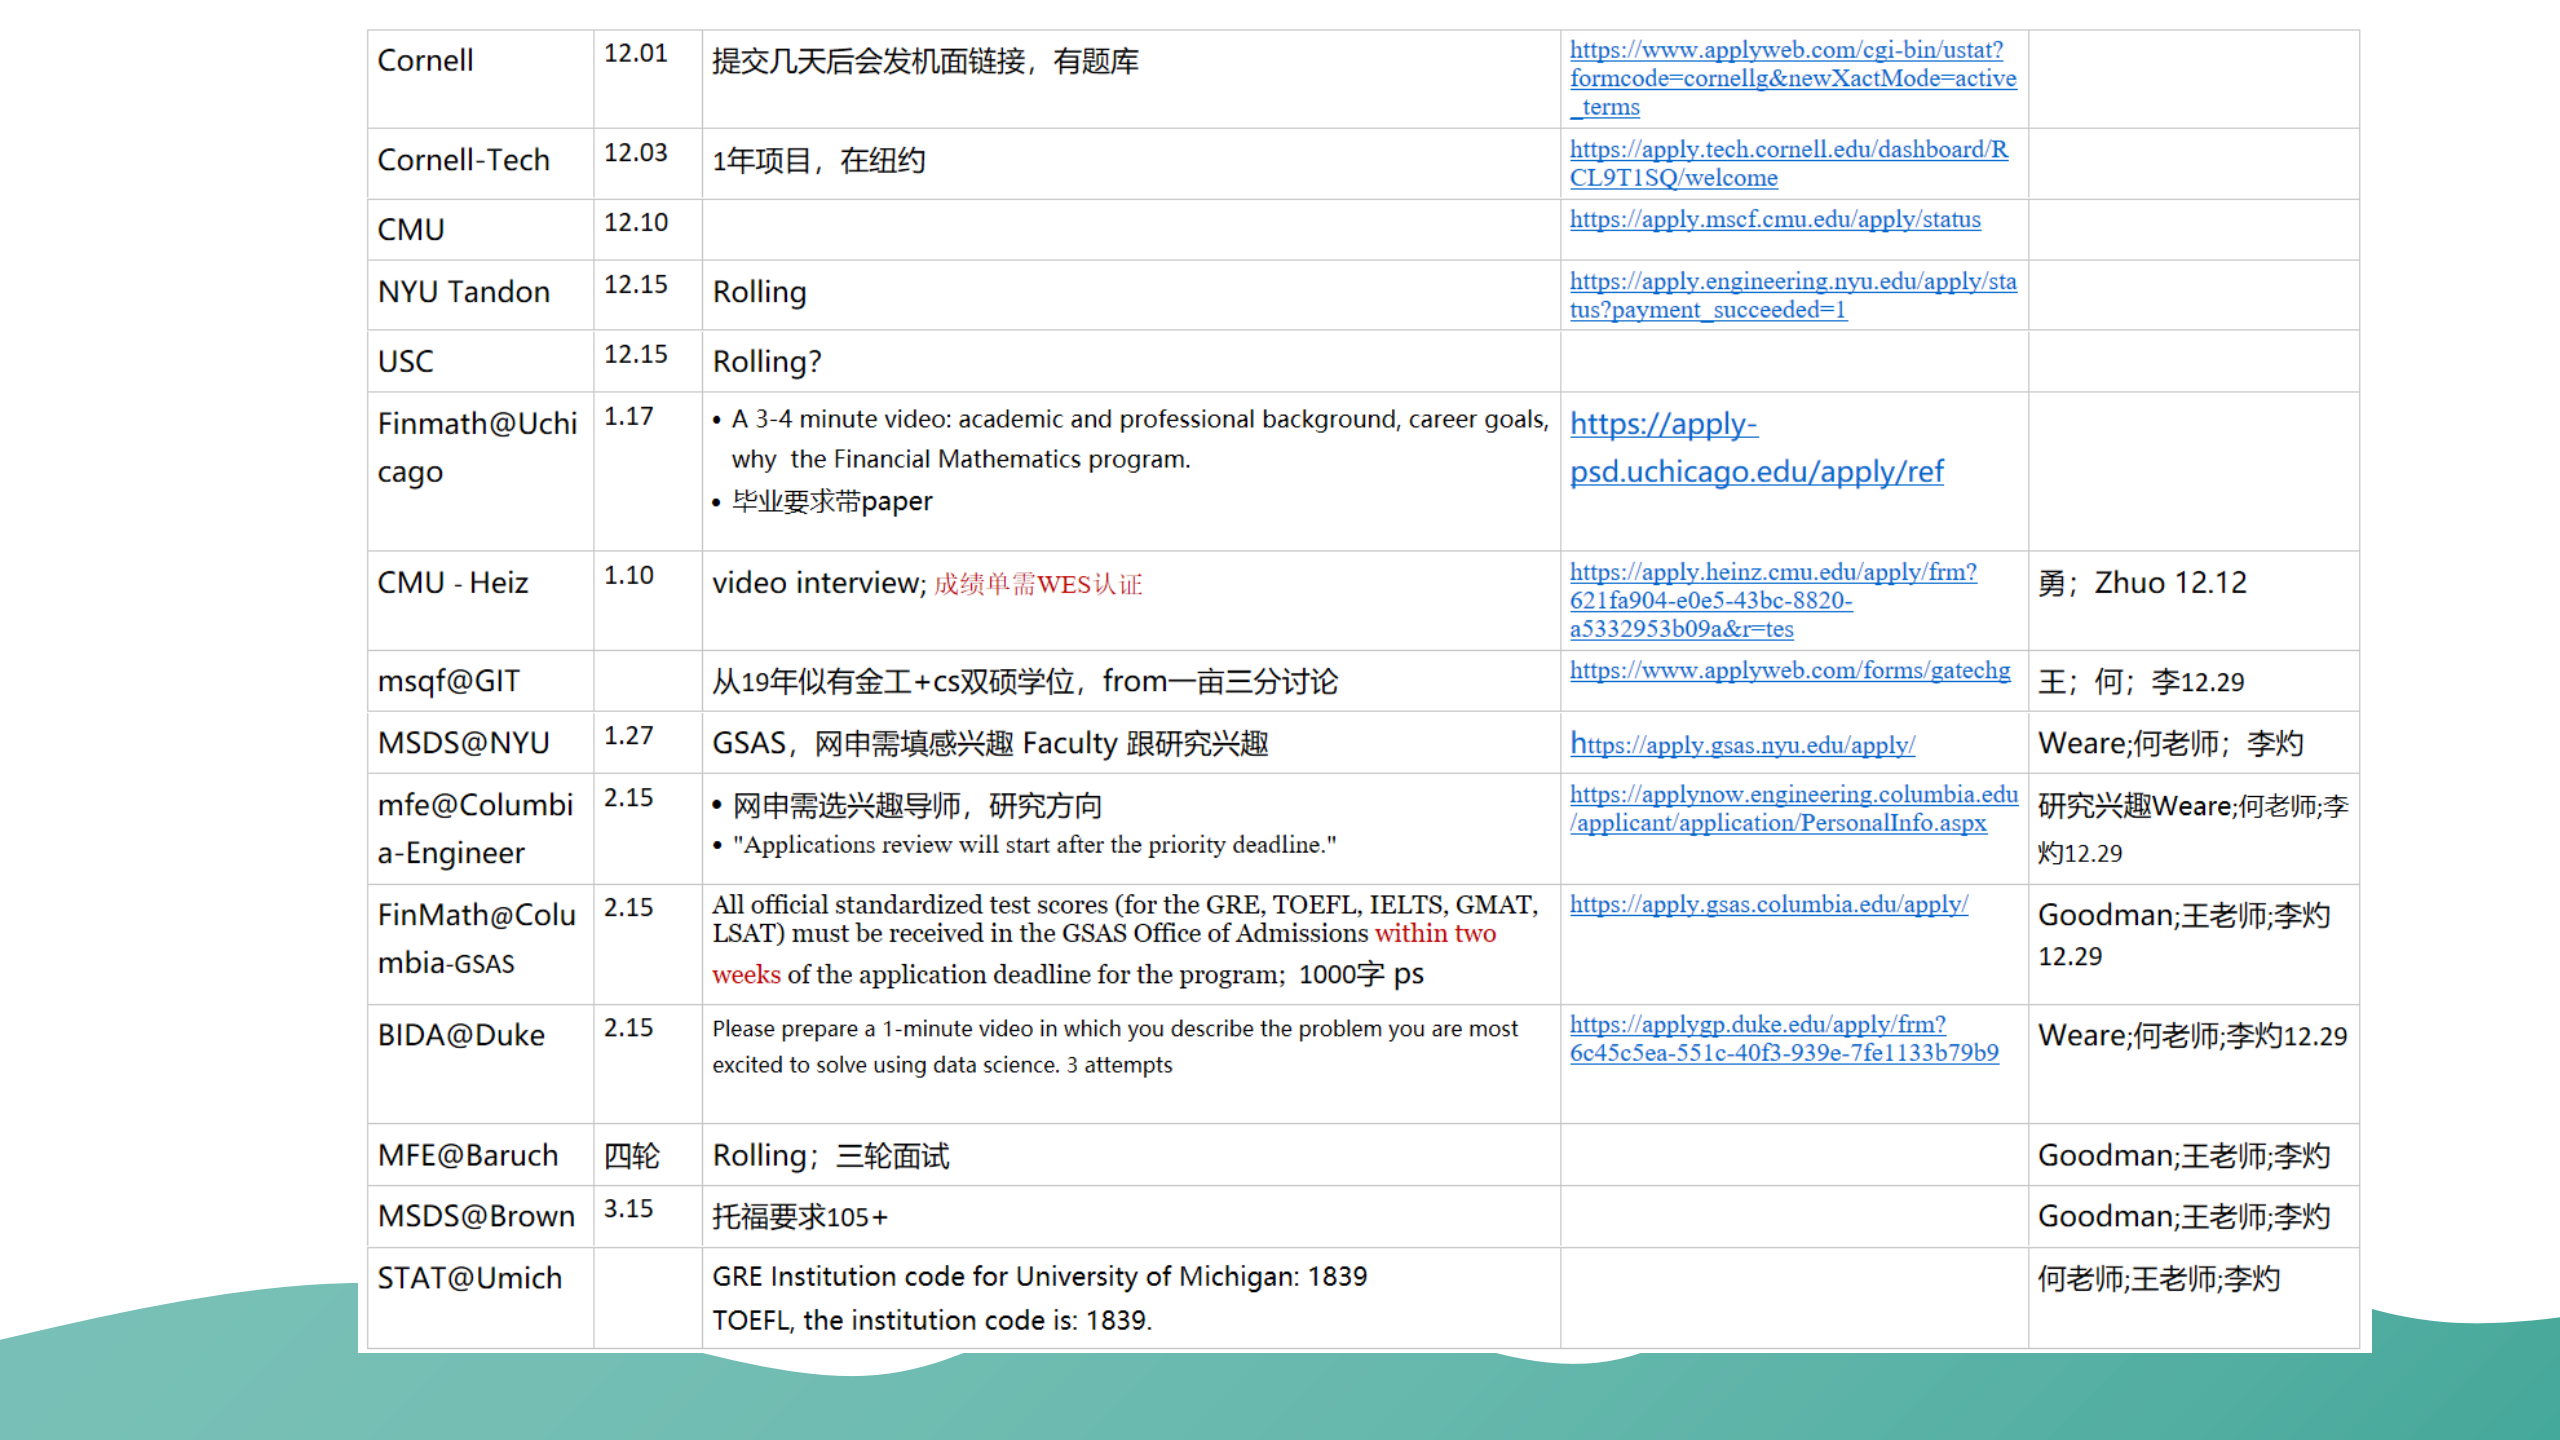 Cornell
12.01
提交几天后会发机面链接，有题库
https://www.applyweb.com/cgi-bin/ustat?
formcode=cornellg&newXactMode=active
_terms
Cornell-Tech
12.03
1年项目，在纽约
https://apply.tech.cornell.edu/dashboard/R
CL9T1SQ/welcome
CMU
12.10
https://apply.mscf.cmu.edu/apply/status
NYU Tandon
12.15
Rolling
https://apply.engineering.nyu.edu/apply/sta
tus?payment_succeeded=1
USC
12.15
Rolling?
Finmath@Uchi
cago
1.17
• A 3-4 minute video: academic and professional background, career goals,
why the Financial Mathematics program.
• 毕业要求带paper
https://apply-
psd.uchicago.edu/apply/ref
CMU - Heiz
1.10
video interview; 成绩单需WES认证
https://apply.heinz.cmu.edu/apply/frm?
621fa904-e0e5-43bc-8820-
a5332953b09a&r=tes
勇；Zhuo 12.12
msqf@GIT
从19年似有金工+cs双硕学位，from一亩三分讨论
https://www.applyweb.com/forms/gatechg
王；何；李12.29
MSDS@NYU
1.27
GSAS，网申需填感兴趣 Faculty 跟研究兴趣
https://apply.gsas.nyu.edu/apply/
Weare;何老师；李灼
mfe@Columbi
a-Engineer
2.15
• 网申需选兴趣导师，研究方向
• "Applications review will start after the priority deadline."
https://applynow.engineering.columbia.edu
/applicant/application/PersonalInfo.aspx
研究兴趣Weare;何老师;李
灼12.29
FinMath@Colu
mbia-GSAS
2.15
All official standardized test scores (for the GRE, TOEFL, IELTS, GMAT,
LSAT) must be received in the GSAS Office of Admissions within two
weeks of the application deadline for the program; 1000字 ps
https://apply.gsas.columbia.edu/apply/
Goodman;王老师;李灼
12.29
BIDA@Duke
2.15
Please prepare a 1-minute video in which you describe the problem you are most
excited to solve using data science. 3 attempts
https://applygp.duke.edu/apply/frm?
6c45c5ea-551c-40f3-939e-7fe1133b79b9
Weare;何老师;李灼12.29
MFE@Baruch
四轮
Rolling；三轮面试
Goodman;王老师;李灼
MSDS@Brown
3.15
托福要求105+
Goodman;王老师;李灼
STAT@Umich
GRE Institution code for University of Michigan: 1839
TOEFL, the institution code is: 1839.
何老师;王老师;李灼